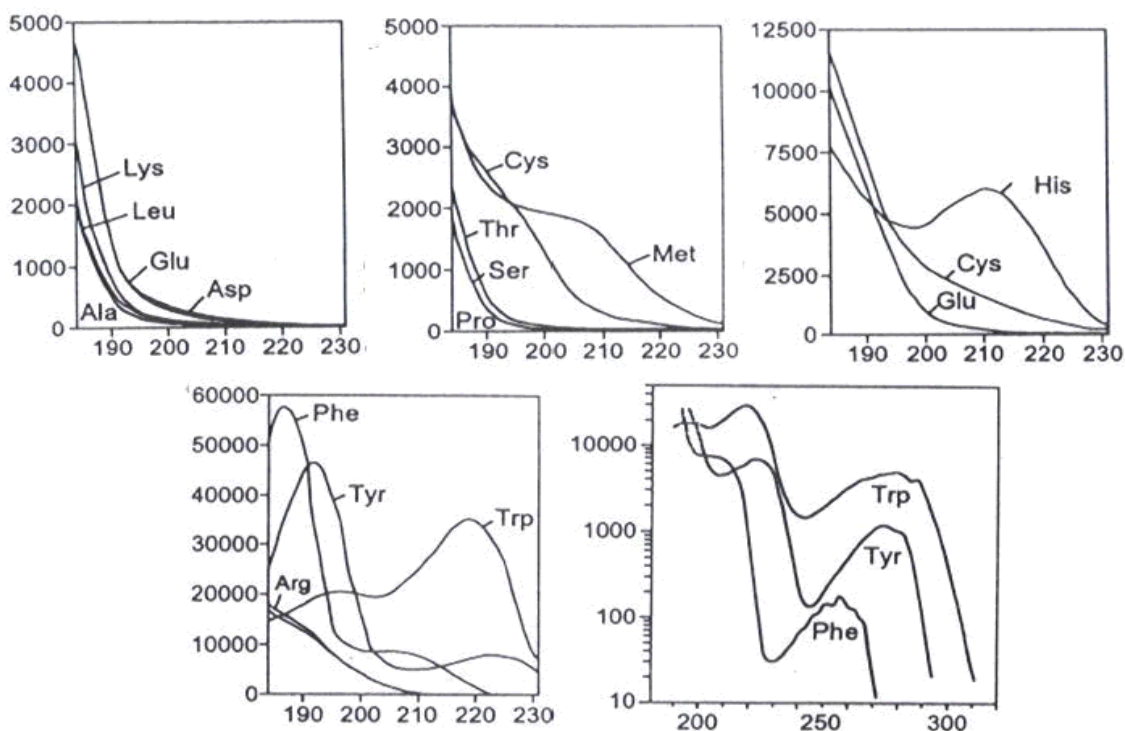 5000
4000
3000
2000
1000
0
Lys
Leu
Glu
Asp
Ala
190 200 210 220 230
5000
4000
3000
2000
1000
0
Cys
Thr
Ser
Met
Pro
190 200 210 220 230
12500
10000
7500
5000
2500
0
His
Cys
Glu
190 200 210 220 230
60000
50000
40000
30000
20000
10000
0
Phe
Tyr
Trp
Arg
190 200 210 220 230
10000
1000
100
10
Trp
Tyr
Phe
200 250 300